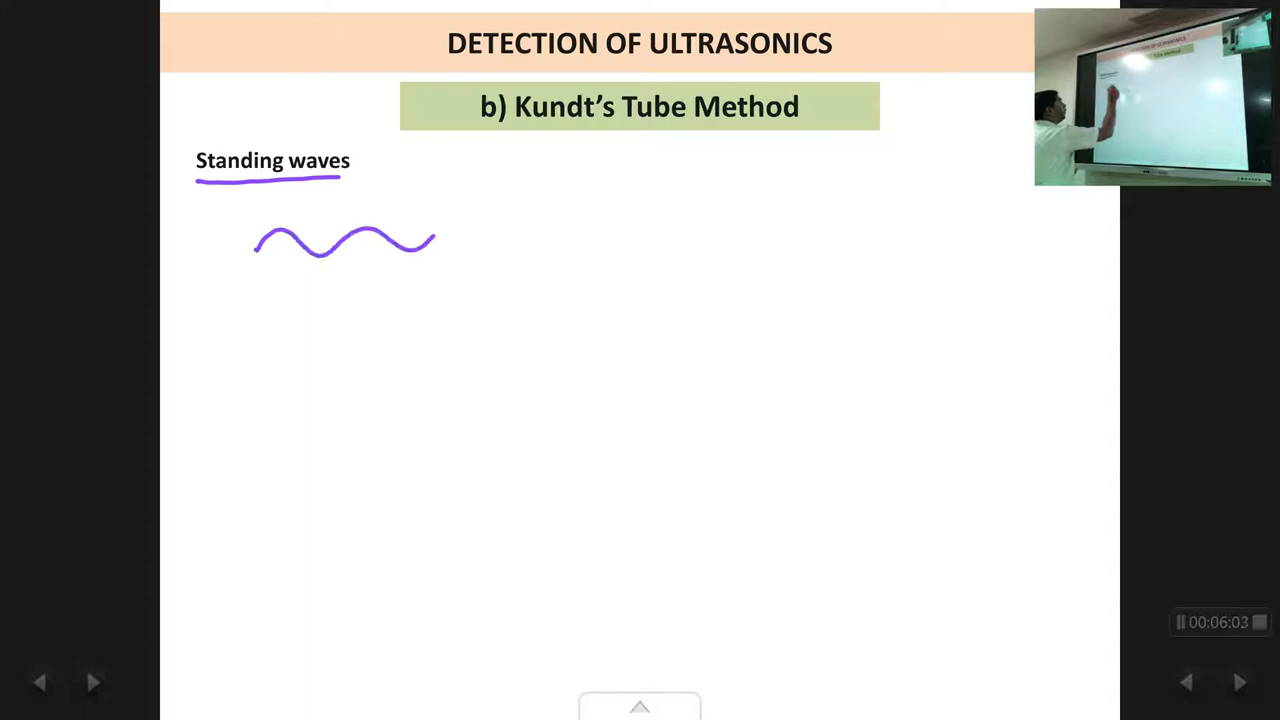 DETECTION OF ULTRASONICS
b) Kundt’s Tube Method
Standing waves
00:06:03